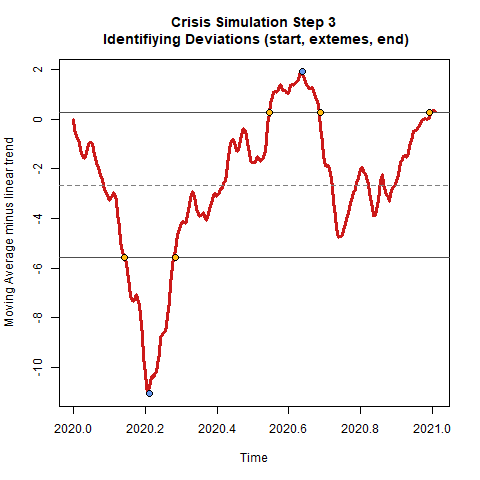 Crisis Simulation Step 3
Identifiying Deviations (start, extemes, end)
Moving Average minus linear trend
2
0
-2
-4
-6
-8
-10
2020.0 2020.2 2020.4 2020.6 2020.8 2021.0
Time